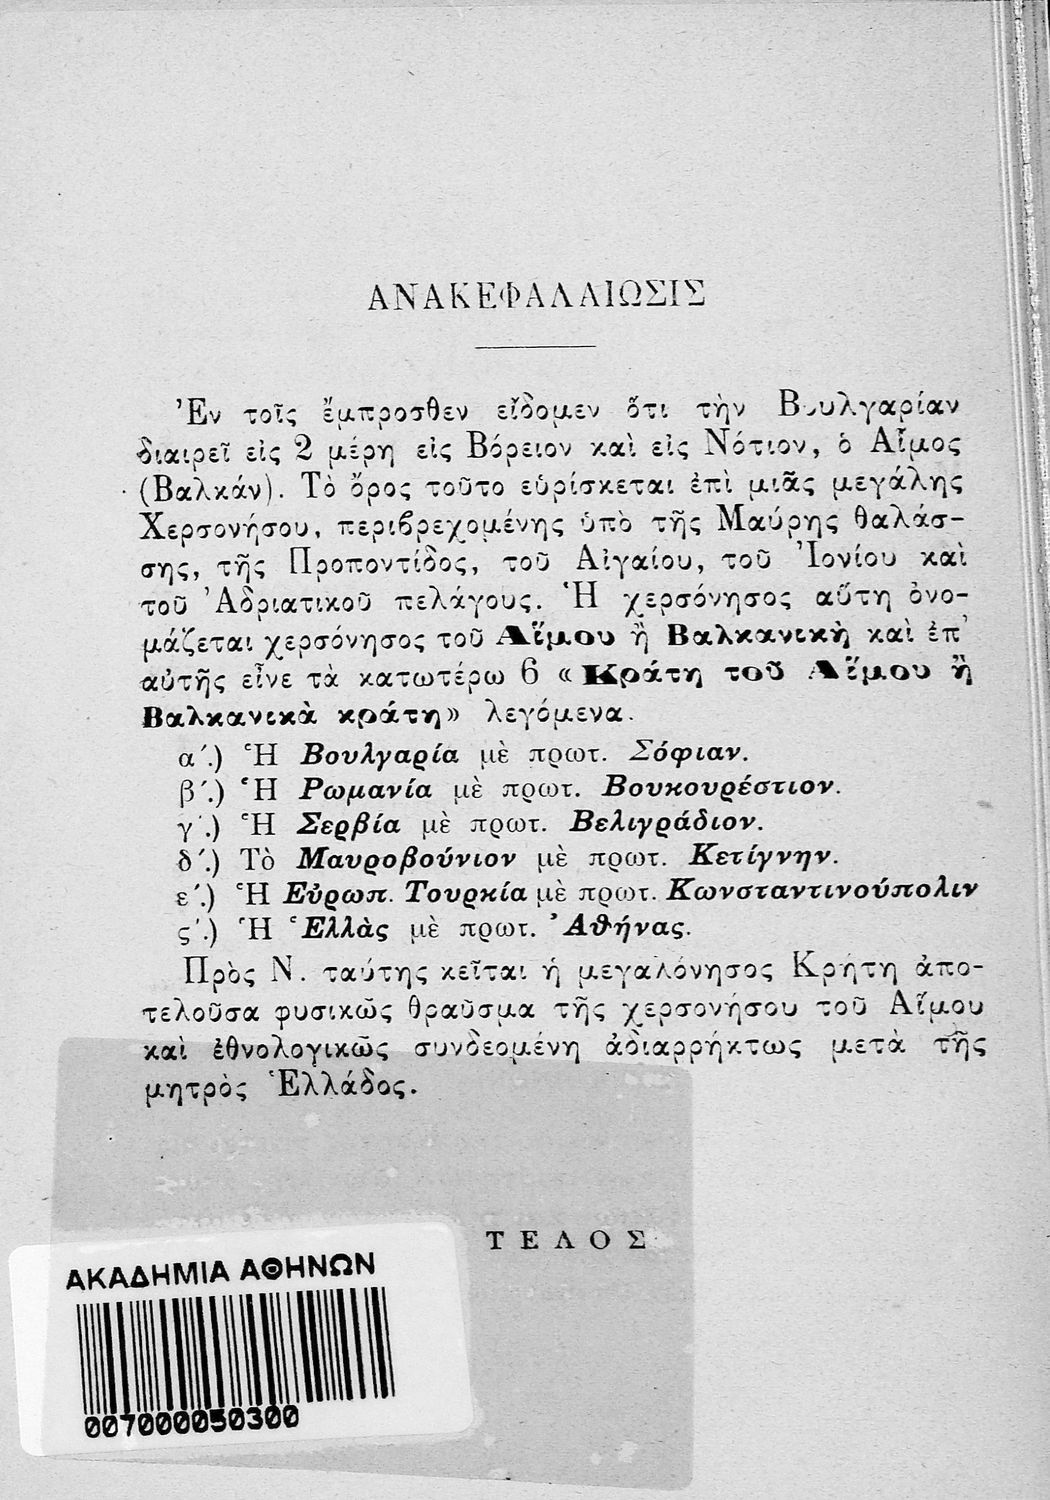 ΑΝΑΚΕΦΑΛΑΙΩΣΙΣ
Ἐν τοῖς ἔμπροσθεν εἴδομεν ὅτι τὴν Βουλγαρίαν
διαιρεῖ εἰς 2 μέρη εἰς Βόρειον καὶ εἰς Νότιον, ὁ Αἷμος
(Βαλκάν). Τὸ ὄρος τοῦτο εὑρίσκεται ἐπὶ μιᾶς μεγάλης
Χερσονήσου, περιβρεχομένης ὑπὸ τῆς Μαύρης θαλάσ-
σης, τῆς Προποντίδος, τοῦ Αἰγαίου, τοῦ Ἰονίου καὶ
τοῦ Ἀδριατικοῦ πελάγους. Ἡ χερσόνησος αὕτη ὀνο-
μάζεται χερσόνησος τοῦ Αἵμου ἢ Βαλκανικὴ καὶ ἐπ᾽
αὐτῆς εἶνε τὰ κατωτέρω 6 «Κράτη τοῦ Αἵμου ἢ
Βαλκανικὰ κράτη» λεγόμενα.
α΄.) Ἡ Βουλγαρία μὲ πρωτ. Σόφιαν.
β΄.) Ἡ Ρωμανία μὲ πρωτ. Βουκουρέστιον.
γ΄.) Ἡ Σερβία μὲ πρωτ. Βελιγράδιον.
δ΄.) Τὸ Μαυροβούνιον μὲ πρωτ. Κετίγνην.
ε΄.) Ἡ Εὐρωπ. Τουρκία μὲ πρωτ. Κωνσταντινούπολιν
ς΄.) Ἡ Ἑλλὰς μὲ πρωτ. Ἀθήνας.
Πρὸς Ν. ταύτης κεῖται ἡ μεγαλόνησος Κρήτη ἀπο-
τελοῦσα φυσικῶς θραῦσμα τῆς χερσονήσου τοῦ Αἵμου
καὶ ἐθνολογικῶς συνδεομένη ἀδιαρρήκτως μετὰ τῆς
μητρὸς Ἑλλάδος.
ΤΕΛΟΣ
ΑΚΑΔΗΜΙΑ ΑΘΗΝΩΝ
007000050300